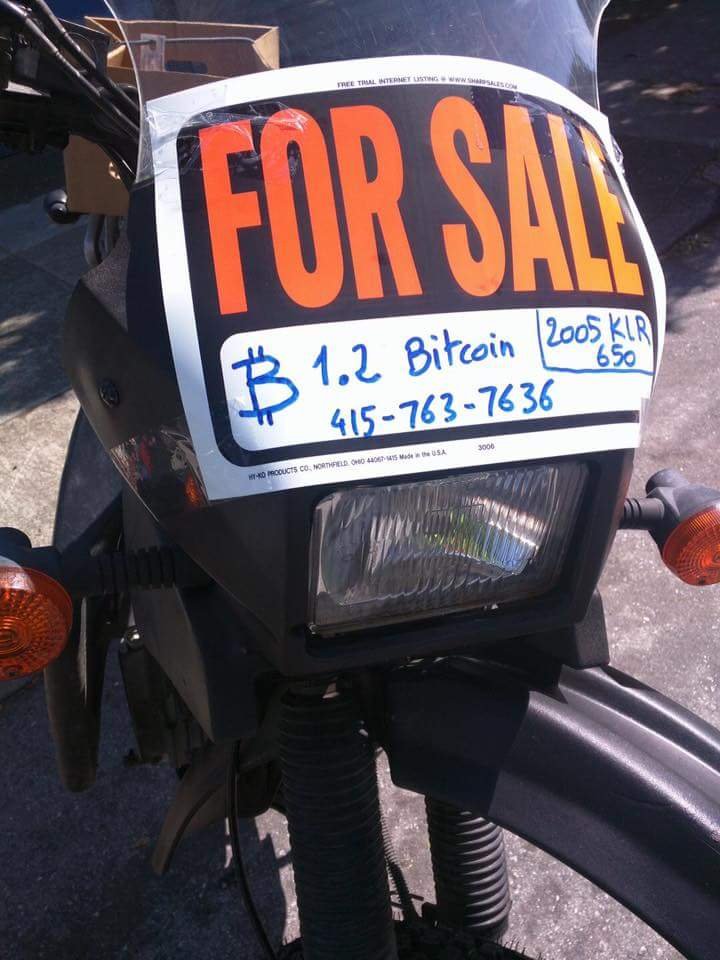 FREE TRIAL INTERNET LISTING @ WWW.SHARPSALES.COM
FOR SALE
₿ 1.2 Bitcoin
2005 KLR
650
415-763-7636
HY-KO PRODUCTS CO., NORTHFIELD, OHIO 44067-1415 Made in the U.S.A. 3006